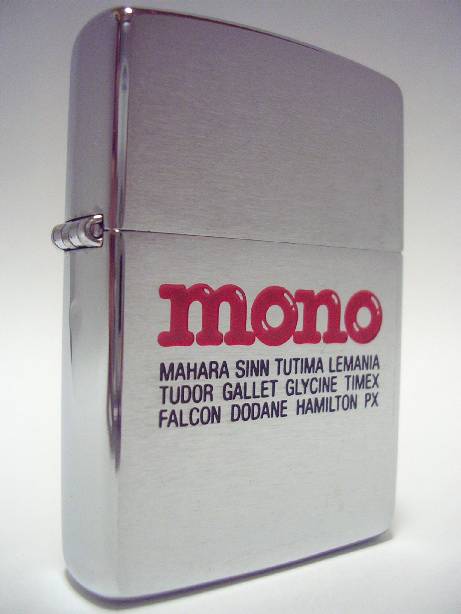 mono
MAHARA SINN TUTIMA LEMANIA
TUDOR GALLET GLYCINE TIMEX
FALCON DODANE HAMILTON PX